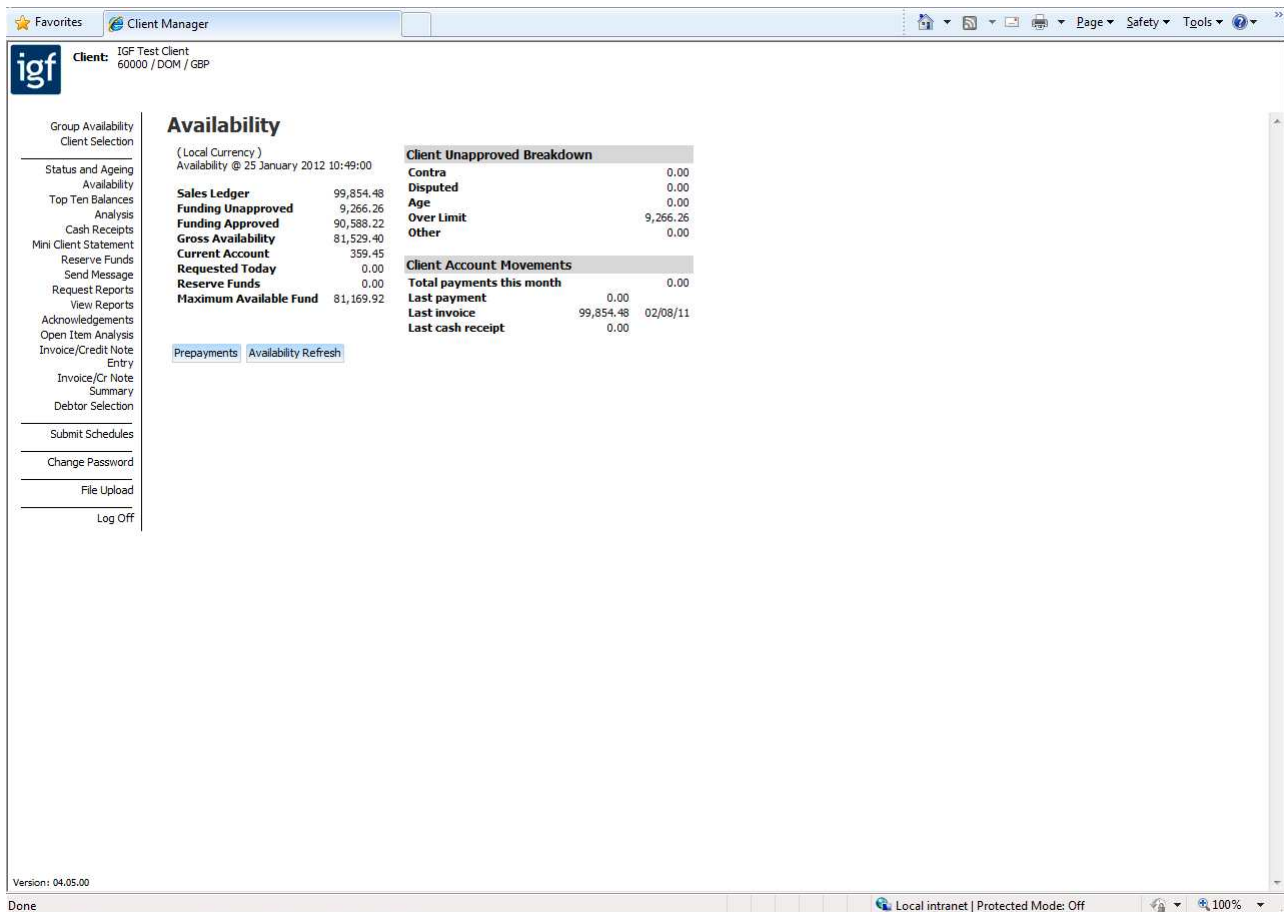 Favorites
Client Manager
Page
Safety
Tools
igf
Client: IGF Test Client
60000 / DOM / GBP
Group Availability
Client Selection
Status and Ageing
Availability
Top Ten Balances
Analysis
Cash Receipts
Mini Client Statement
Reserve Funds
Send Message
Request Reports
View Reports
Acknowledgements
Open Item Analysis
Invoice/Credit Note
Entry
Invoice/Cr Note
Summary
Debtor Selection
Submit Schedules
Change Password
File Upload
Log Off
Availability
( Local Currency )
Availability @ 25 January 2012 10:49:00
Sales Ledger 99,854.48
Funding Unapproved 9,266.26
Funding Approved 90,588.22
Gross Availability 81,529.40
Current Account 359.45
Requested Today 0.00
Reserve Funds 0.00
Maximum Available Fund 81,169.92
Prepayments Availability Refresh
Client Unapproved Breakdown
Contra 0.00
Disputed 0.00
Age 0.00
Over Limit 9,266.26
Other 0.00
Client Account Movements
Total payments this month 0.00
Last payment 0.00
Last invoice 99,854.48 02/08/11
Last cash receipt 0.00
Version: 04.05.00
Done
Local intranet | Protected Mode: Off
100%